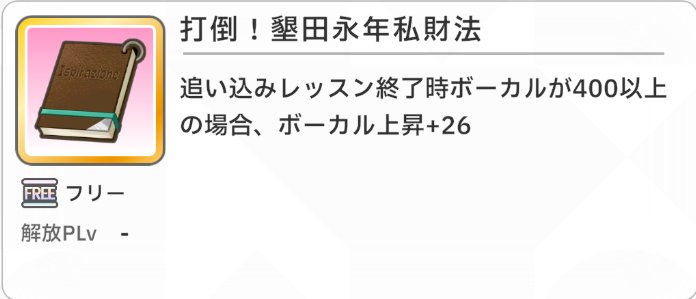 打倒！墾田永年私財法
追い込みレッスン終了時ボーカルが400以上
の場合、ボーカル上昇+26
FREE フリー
解放PLv -